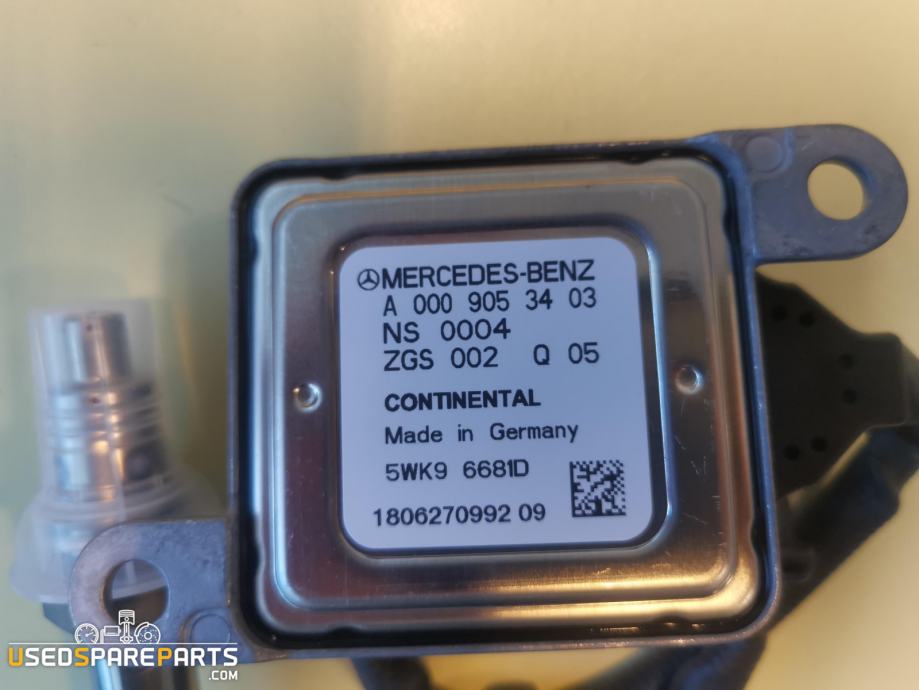 MERCEDES-BENZ
A 000 905 34 03
NS 0004
ZGS 002 Q 05
CONTINENTAL
Made in Germany
5WK9 6681D
1806270992 09
USEDSPAREPARTS
.COM